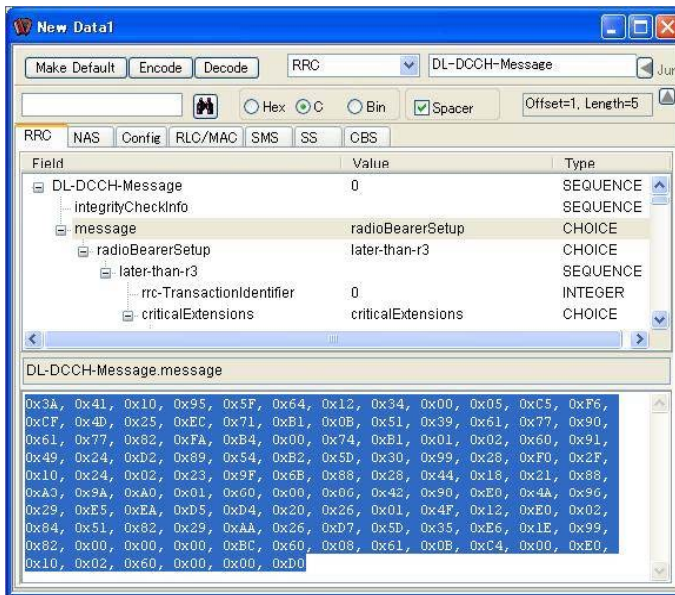 New Data1
Make Default Encode Decode RRC DL-DCCH-Message Jur
Hex C Bin Spacer Offset=1, Length=5
RRC NAS Config RLC/MAC SMS SS CBS
Field Value Type
DL-DCCH-Message 0 SEQUENCE
integrityCheckInfo SEQUENCE
message radioBearerSetup CHOICE
radioBearerSetup later-than-r3 CHOICE
later-than-r3 SEQUENCE
rrc-TransactionIdentifier 0 INTEGER
criticalExtensions criticalExtensions CHOICE
DL-DCCH-Message.message
0x3A, 0x41, 0x10, 0x95, 0x5F, 0x64, 0x12, 0x34, 0x00, 0x05, 0xC5, 0xF6,
0xCF, 0x4D, 0x25, 0xEC, 0x71, 0xB1, 0x0B, 0x51, 0x39, 0x61, 0x77, 0x90,
0x61, 0x77, 0x82, 0xFA, 0xB4, 0x00, 0x74, 0xB1, 0x01, 0x02, 0x60, 0x91,
0x49, 0x24, 0xD2, 0x89, 0x54, 0xB2, 0x5D, 0x30, 0x99, 0x28, 0xF0, 0x2F,
0x10, 0x24, 0x02, 0x23, 0x9F, 0x6B, 0x88, 0x28, 0x44, 0x18, 0x21, 0x88,
0xA3, 0x9A, 0xA0, 0x01, 0x60, 0x00, 0x06, 0x42, 0x90, 0xE0, 0x4A, 0x96,
0x29, 0xE5, 0xEA, 0xD5, 0xD4, 0x20, 0x26, 0x01, 0x4F, 0x12, 0xE0, 0x02,
0x84, 0x51, 0x82, 0x29, 0xAA, 0x26, 0xD7, 0x5D, 0x35, 0xE6, 0x1E, 0x99,
0x82, 0x00, 0x00, 0x00, 0xBC, 0x60, 0x08, 0x61, 0x0B, 0xC4, 0x00, 0xE0,
0x10, 0x02, 0x60, 0x00, 0x00, 0xD0